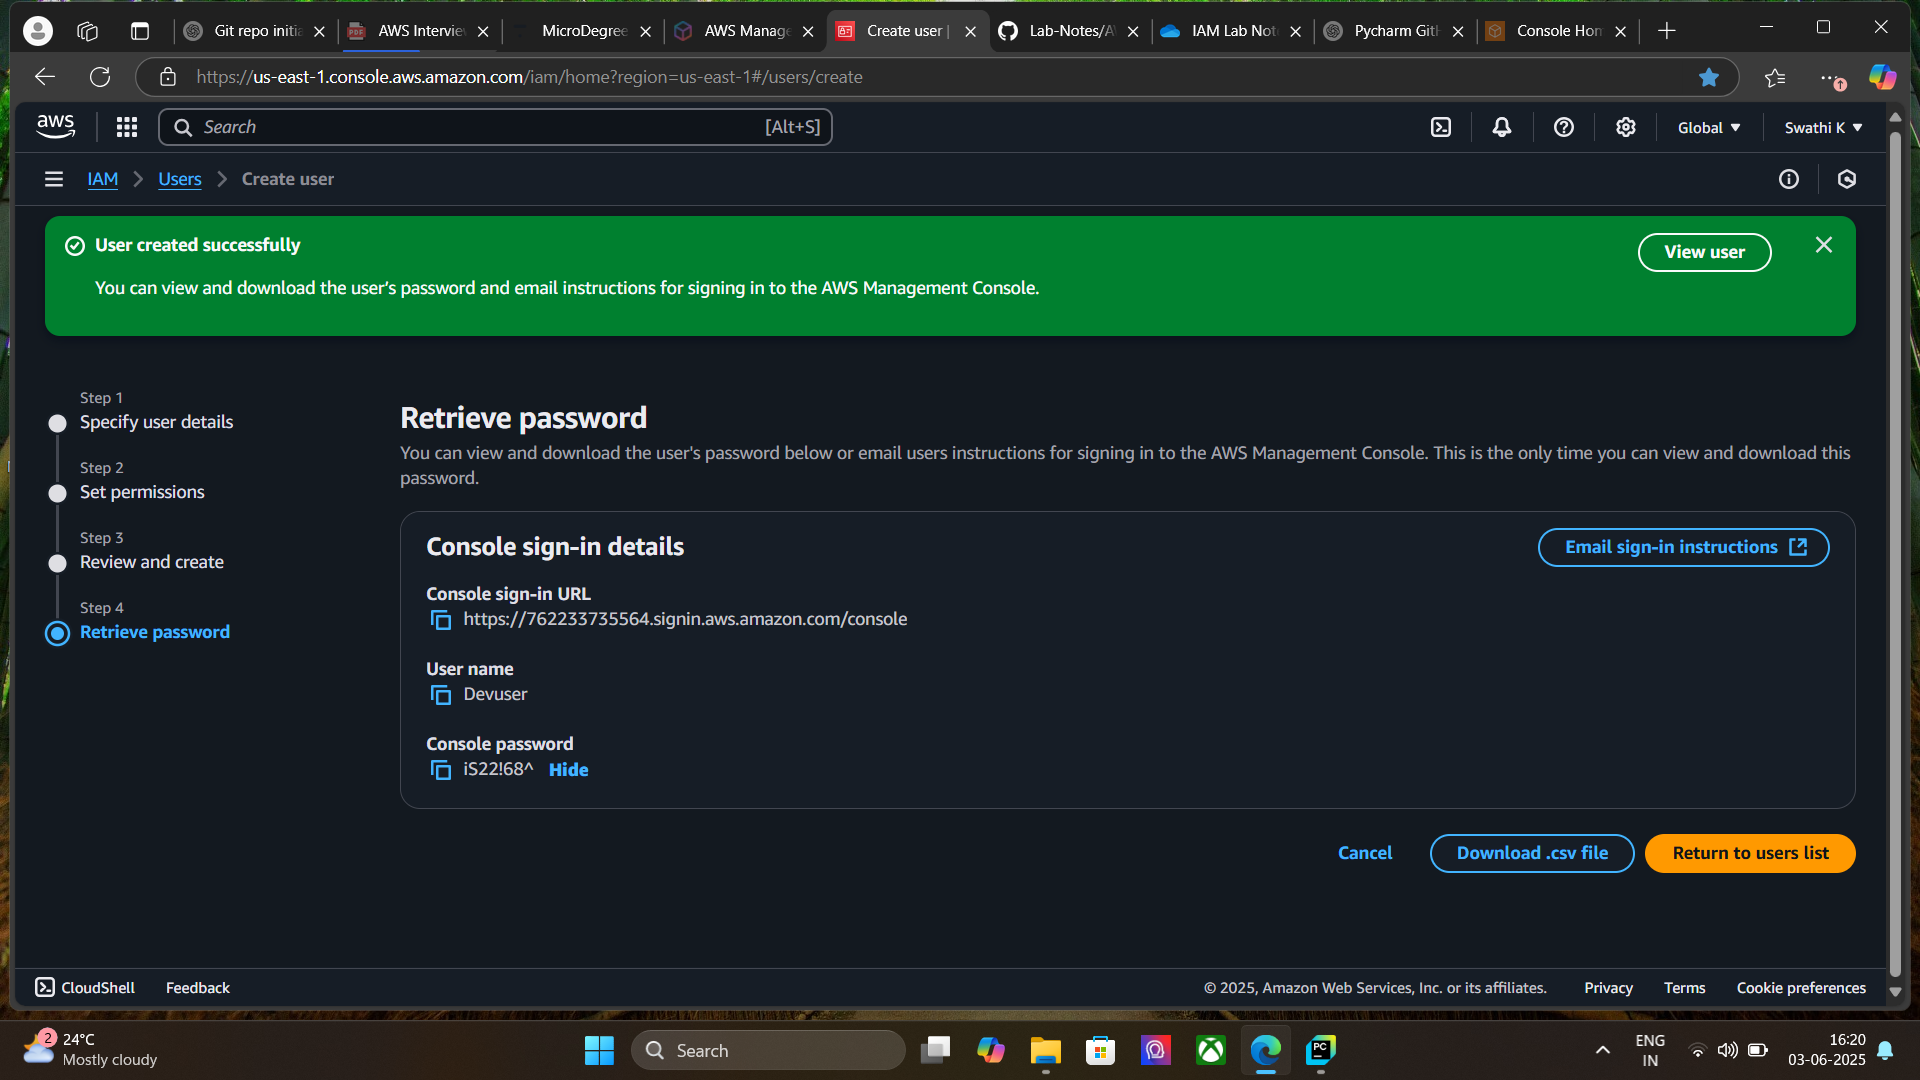 Git repo initia
AWS Intervie
MicroDegree
AWS Manage
Create user |
Lab-Notes/A
IAM Lab Not
Pycharm Git
Console Hom
https://us-east-1.console.aws.amazon.com/iam/home?region=us-east-1#/users/create
aws
Search
[Alt+S]
Global
Swathi K
IAM
Users
Create user
User created successfully
You can view and download the user's password and email instructions for signing in to the AWS Management Console.
View user
Step 1
Specify user details
Step 2
Set permissions
Step 3
Review and create
Step 4
Retrieve password
Retrieve password
You can view and download the user's password below or email users instructions for signing in to the AWS Management Console. This is the only time you can view and download this
password.
Console sign-in details
Email sign-in instructions
Console sign-in URL
https://762233735564.signin.aws.amazon.com/console
User name
Devuser
Console password
iS22!68^ Hide
Cancel
Download .csv file
Return to users list
CloudShell
Feedback
© 2025, Amazon Web Services, Inc. or its affiliates.
Privacy
Terms
Cookie preferences
2
24°C
Mostly cloudy
Search
PC
ENG
IN
16:20
03-06-2025